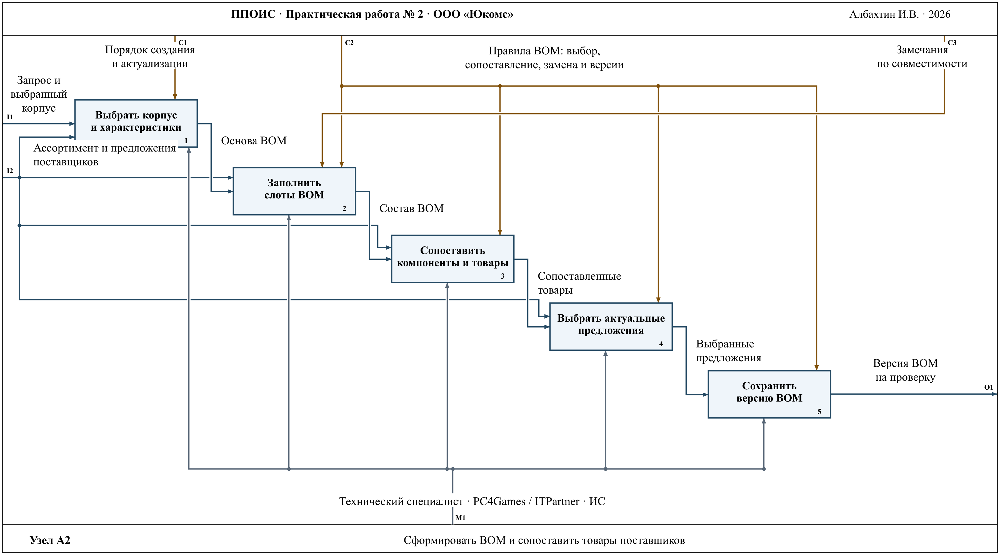 ППОИС · Практическая работа № 2 · ООО «Юкомс»
Албахтин И.В. · 2026
C1
Порядок создания
и актуализации
C2
Правила BOM: выбор,
сопоставление, замена и версии
C3
Замечания
по совместимости
Запрос и
выбранный
корпус
I1
Выбрать корпус
и характеристики
1
Ассортимент и предложения
поставщиков
I2
Основа BOM
Заполнить
слоты BOM
2
Состав BOM
Сопоставить
компоненты и товары
3
Сопоставленные
товары
Выбрать актуальные
предложения
4
Выбранные
предложения
Сохранить
версию BOM
5
Версия BOM
на проверку
O1
Технический специалист · PC4Games / ITPartner · ИС
M1
Узел A2
Сформировать BOM и сопоставить товары поставщиков